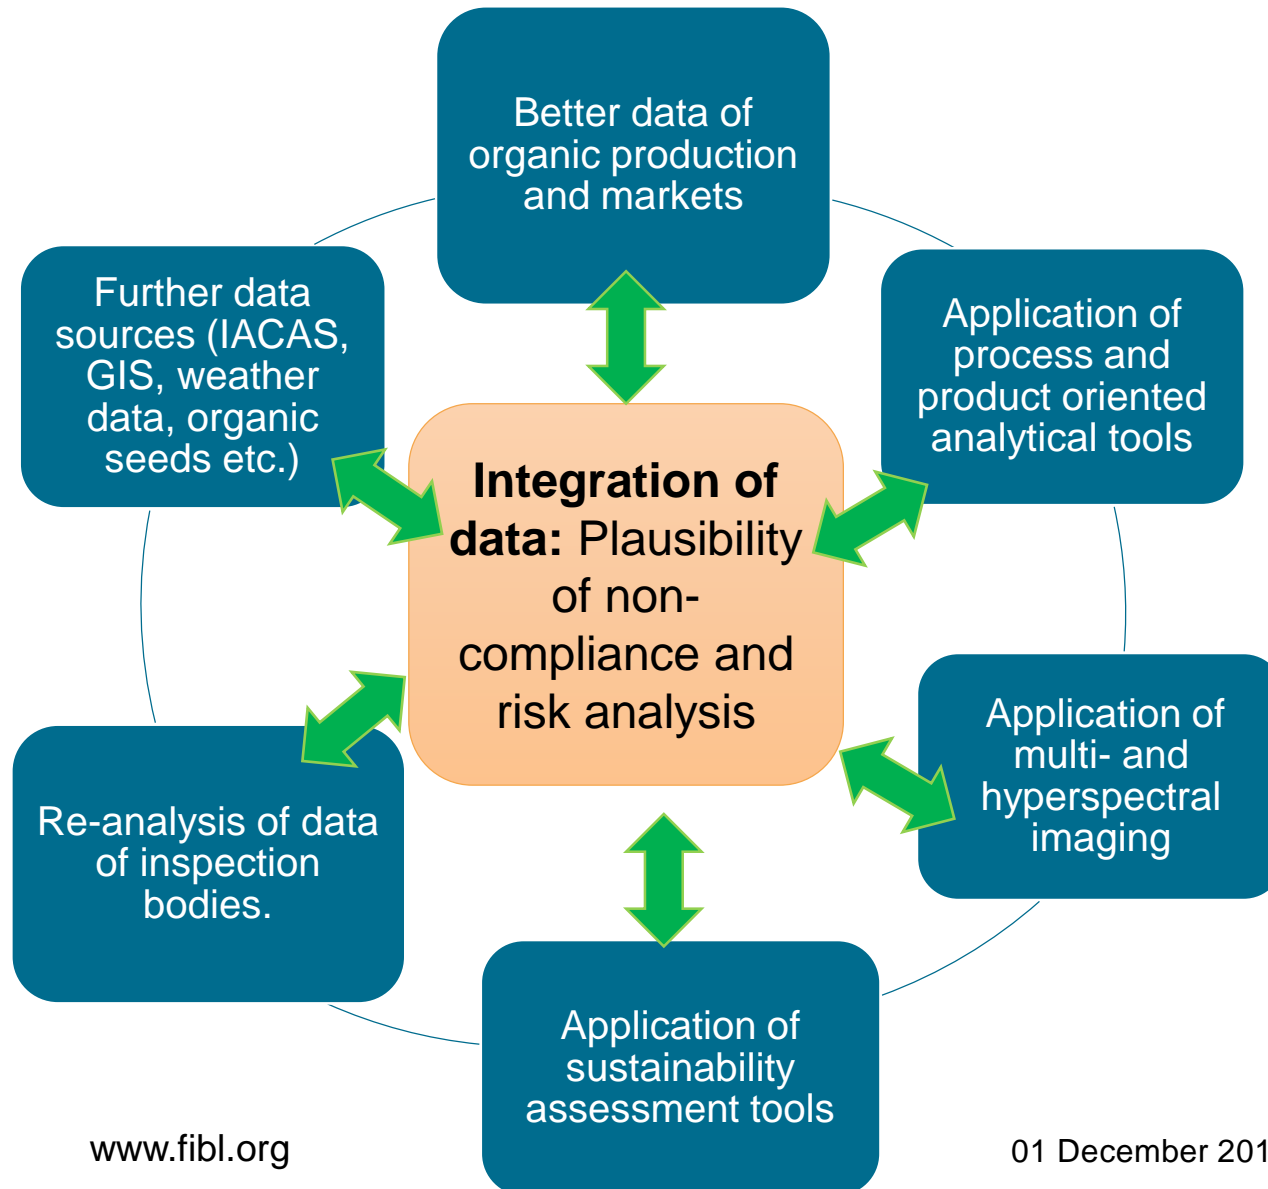 Better data of
organic production
and markets
Further data
sources (IACAS,
GIS, weather
data, organic
seeds etc.)
Application of
process and
product oriented
analytical tools
Integration of
data: Plausibility
of non-
compliance and
risk analysis
Application of
multi- and
hyperspectral
imaging
Re-analysis of data
of inspection
bodies.
Application of
sustainability
assessment tools
www.fibl.org
01 December 201